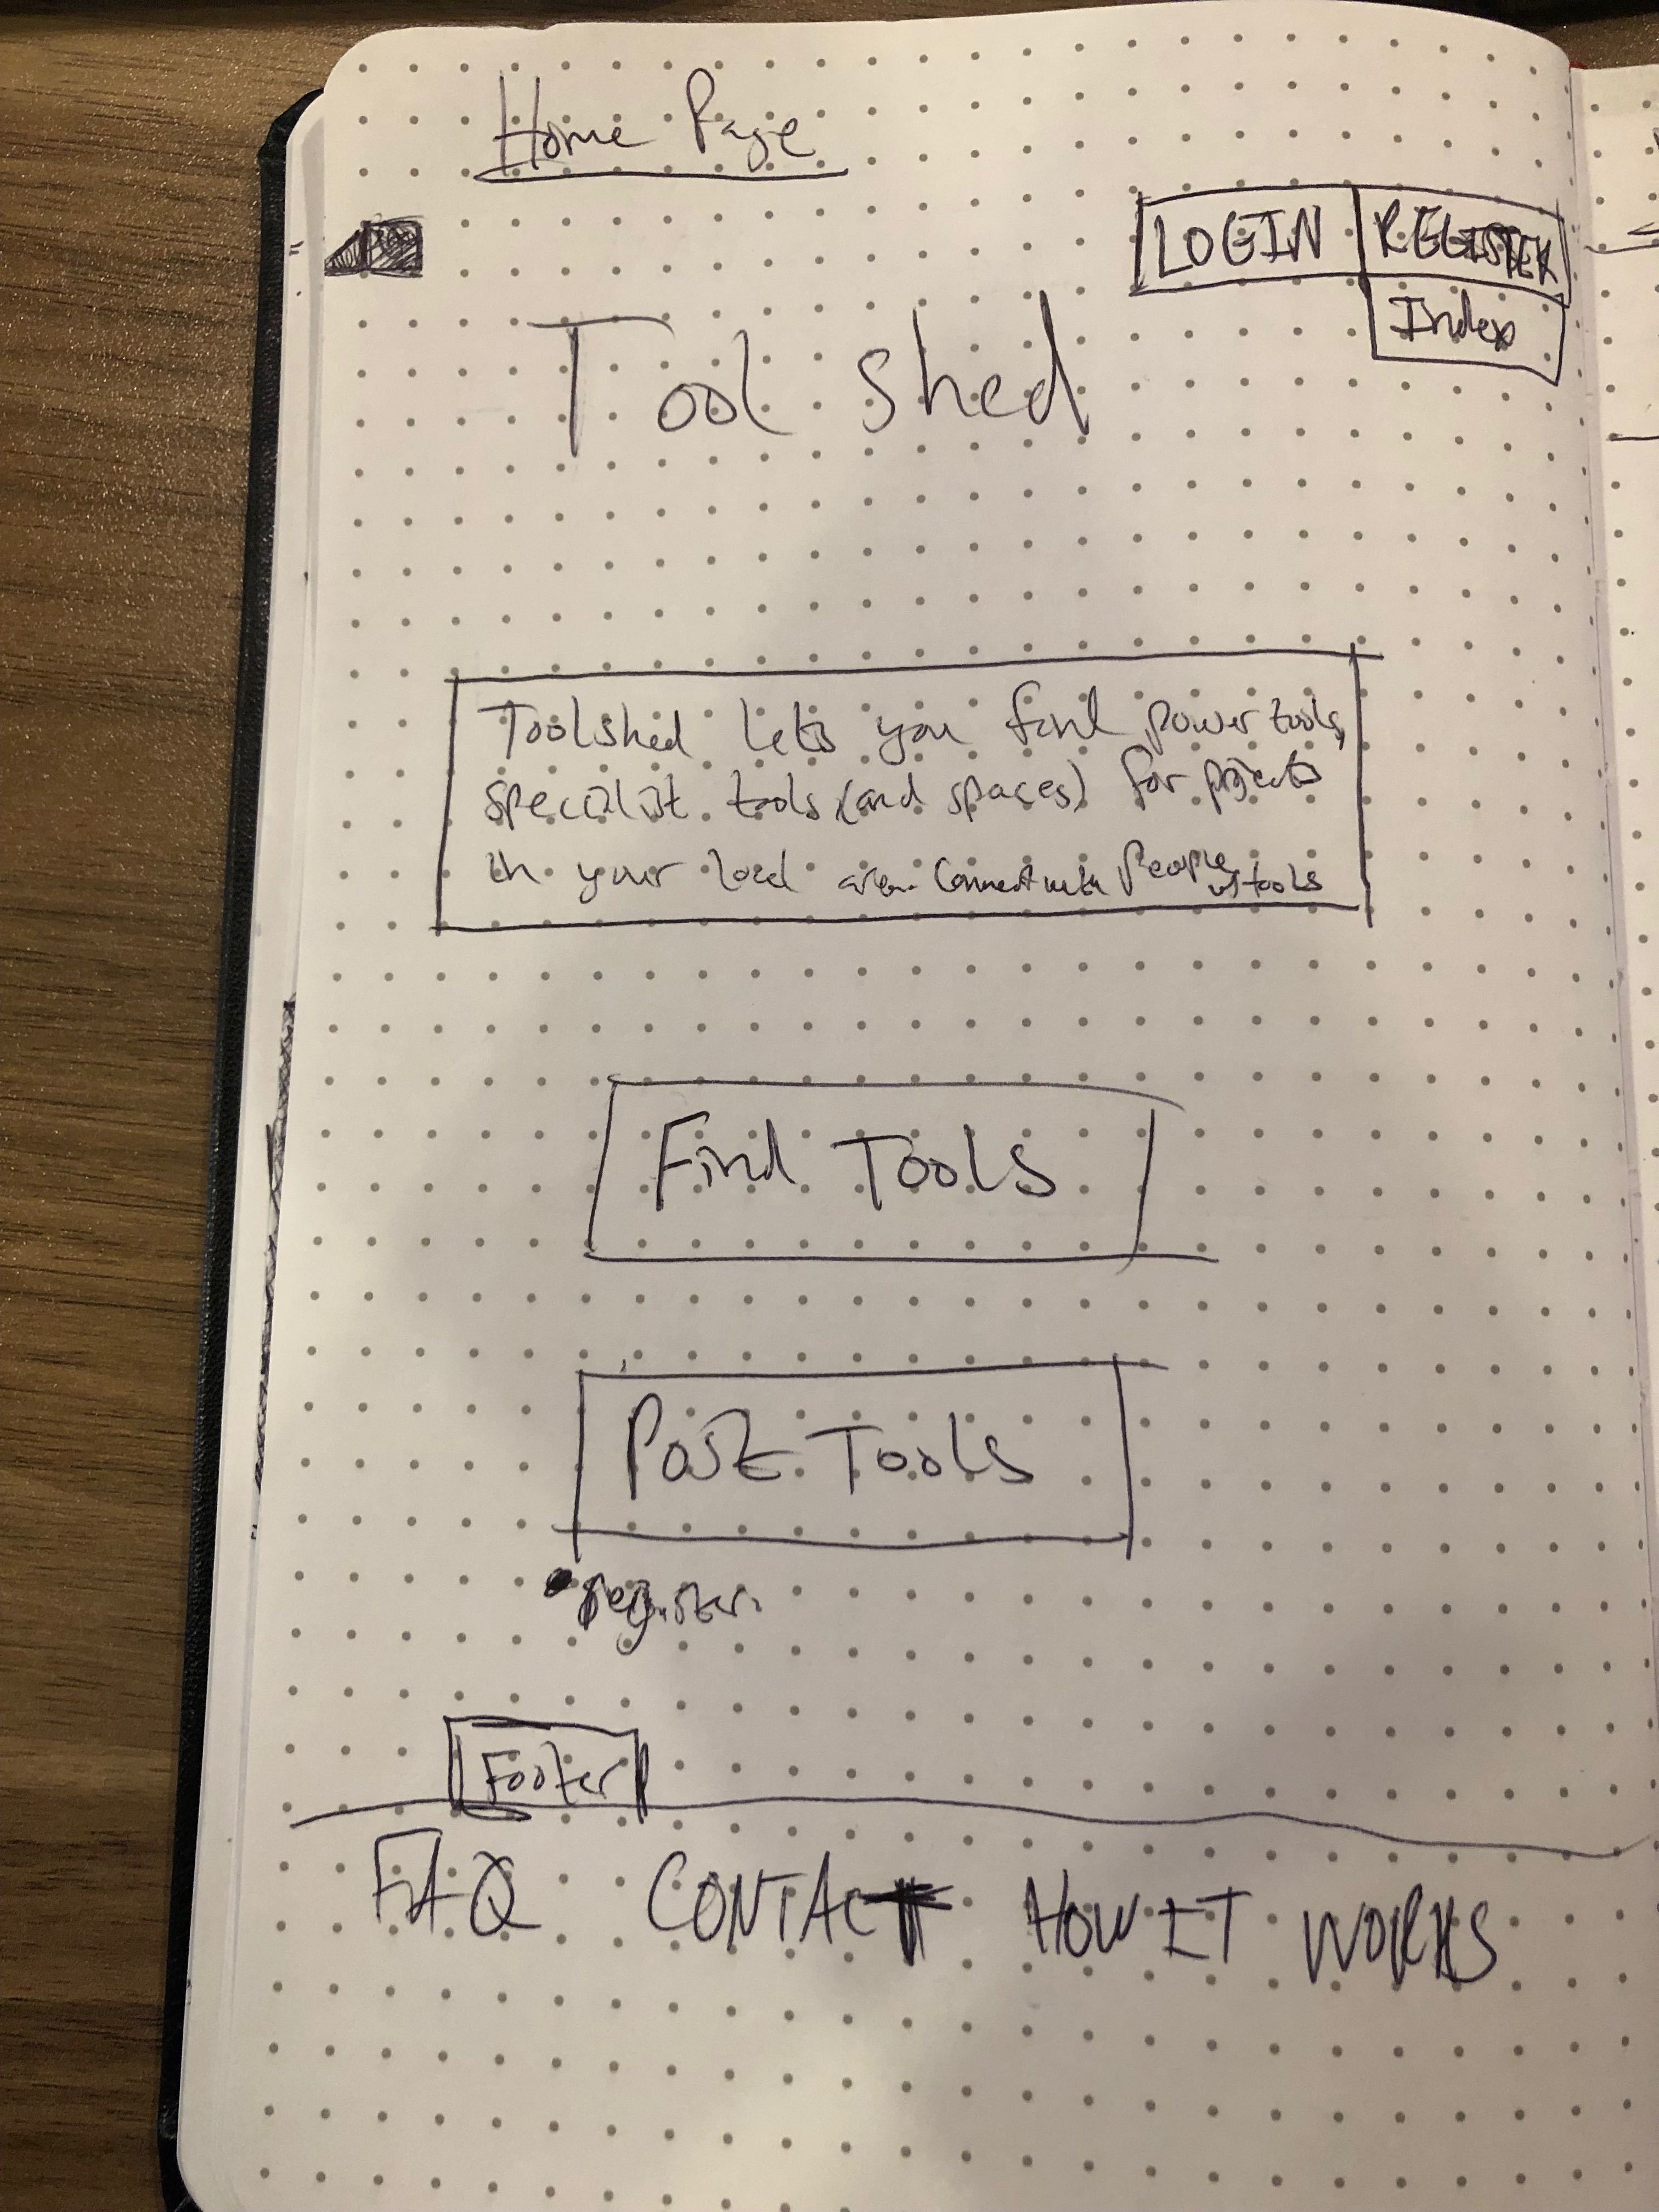 Home Page
LOGIN REGISTER
Index
Tool Shed
Toolshed lets you find power tools,
specialist tools (and spaces) for projects
in your local area. Connect with People w/ tools
Find Tools
Post Tools
register.
Footer
FAQ CONTACT HOW IT WORKS